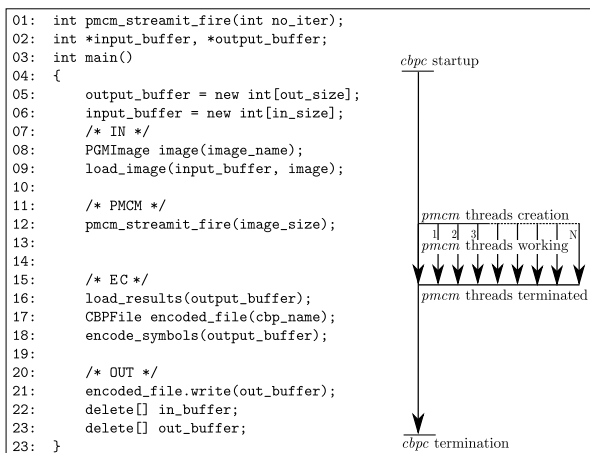 01: int pmcm_streamit_fire(int no_iter);
02: int *input_buffer, *output_buffer;
03: int main()
04: {
05: output_buffer = new int[out_size];
06: input_buffer = new int[in_size];
07: /* IN */
08: PGMImage image(image_name);
09: load_image(input_buffer, image);
10:
11: /* PMCM */
12: pmcm_streamit_fire(image_size);
13:
14:
15: /* EC */
16: load_results(output_buffer);
17: CBPFile encoded_file(cbp_name);
18: encode_symbols(output_buffer);
19:
20: /* OUT */
21: encoded_file.write(out_buffer);
22: delete[] in_buffer;
23: delete[] out_buffer;
23: }
cbpc startup
pmcm threads creation
1 2 3 N
pmcm threads working
pmcm threads terminated
cbpc termination